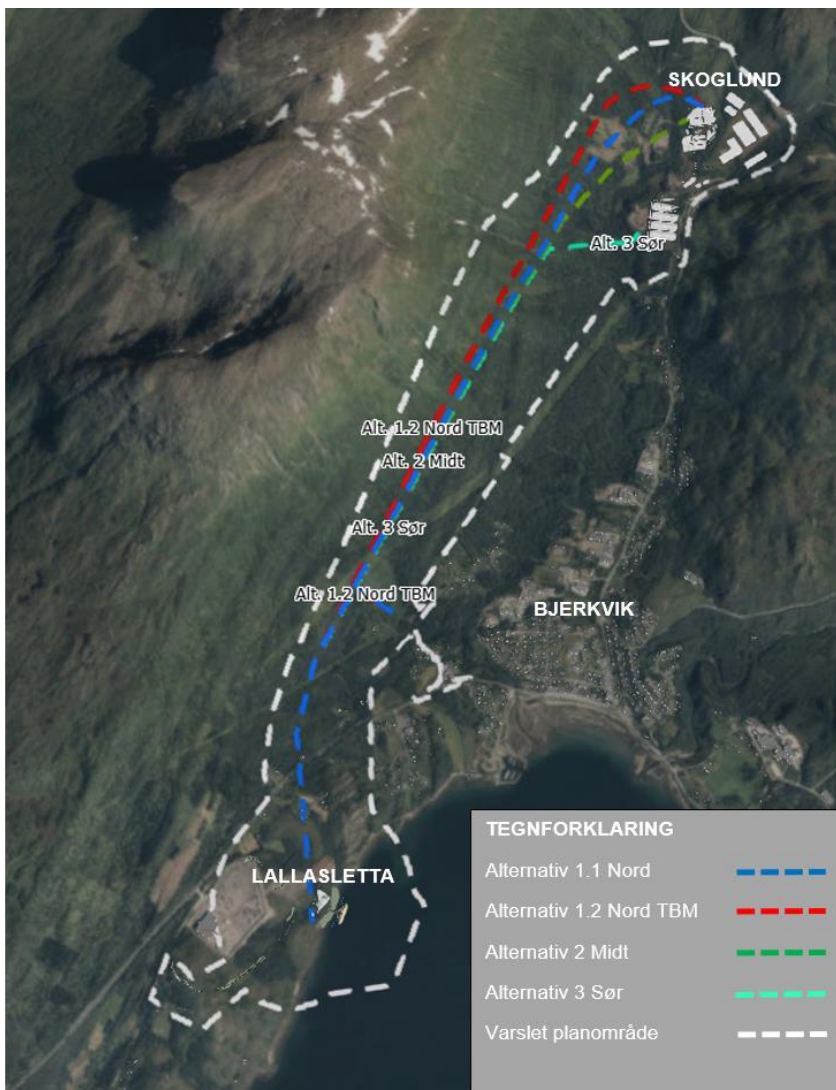 SKOGLUND
Alt. 3 Sør
Alt. 1.2 Nord TBM
Alt. 2 Midt
Alt. 3 Sør
Alt. 1.2 Nord TBM
BJERKVIK
LALLASLETTA
TEGNFORKLARING
Alternativ 1.1 Nord
Alternativ 1.2 Nord TBM
Alternativ 2 Midt
Alternativ 3 Sør
Varslet planområde